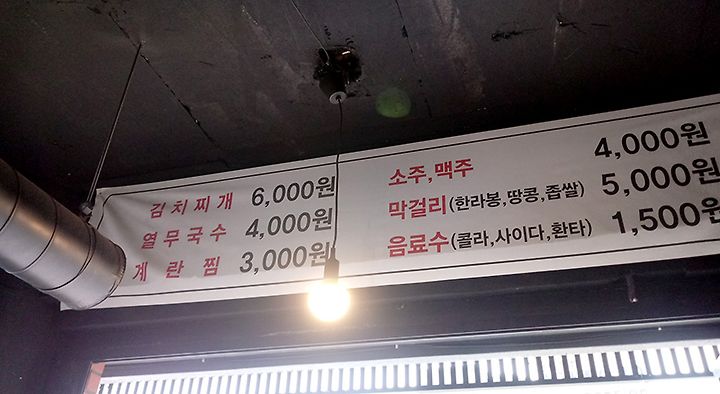 김치찌개 6,000원
열무국수 4,000원
계란찜 3,000원
소주,맥주 4,000원
막걸리(한라봉,땅콩,좁쌀) 5,000원
음료수(콜라,사이다,환타) 1,500원